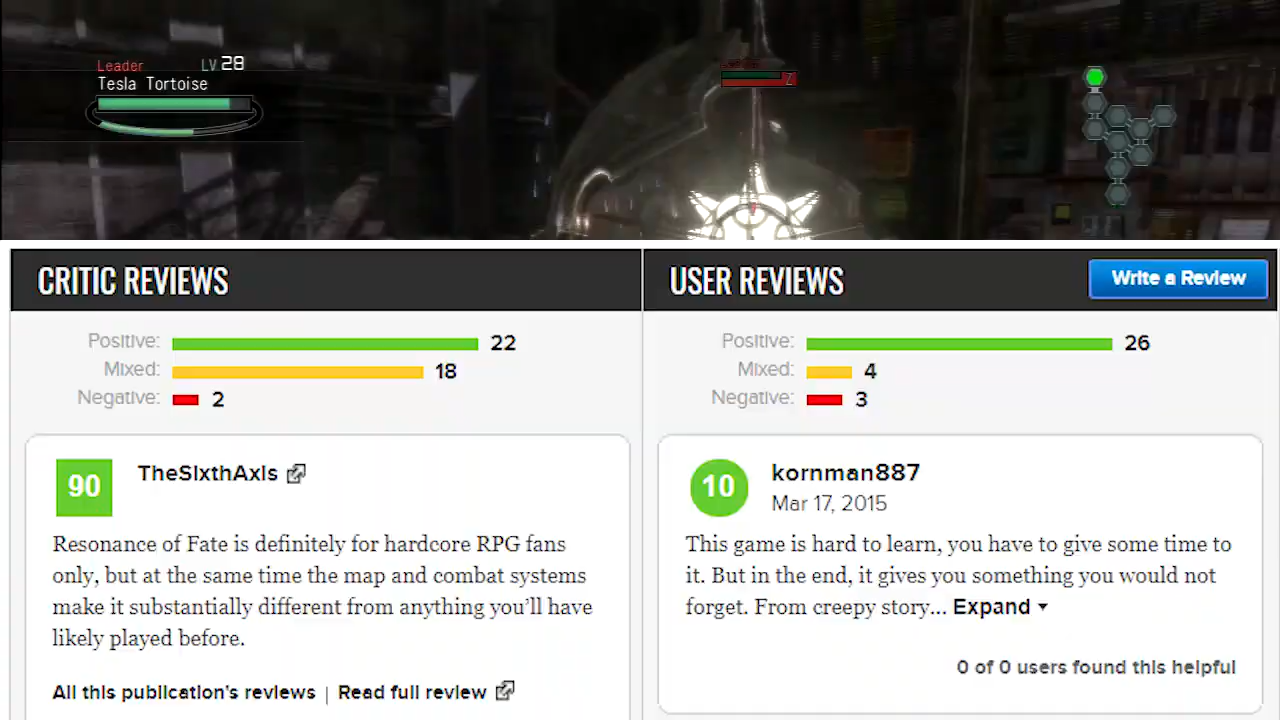 Leader LV 28
Tesla Tortoise
CRITIC REVIEWS
Positive: 22
Mixed: 18
Negative: 2
90 TheSixthAxis
Resonance of Fate is definitely for hardcore RPG fans
only, but at the same time the map and combat systems
make it substantially different from anything you'll have
likely played before.
All this publication's reviews | Read full review
USER REVIEWS Write a Review
Positive: 26
Mixed: 4
Negative: 3
10 kornman887
Mar 17, 2015
This game is hard to learn, you have to give some time to
it. But in the end, it gives you something you would not
forget. From creepy story... Expand
0 of 0 users found this helpful